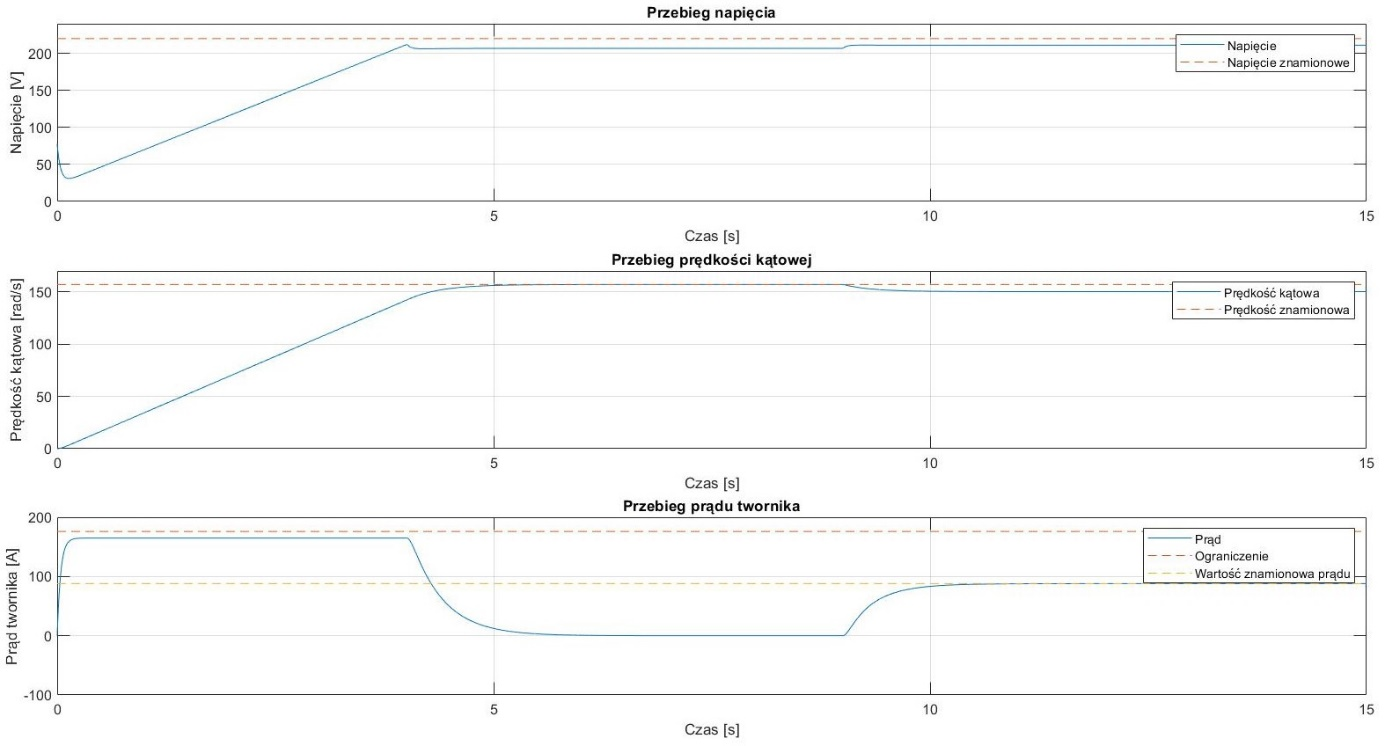 Przebieg napięcia
Napięcie [V]
200
150
100
50
0
0
5
10
15
Czas [s]
Napięcie
Napięcie znamionowe
Przebieg prędkości kątowej
Prędkość kątowa [rad/s]
150
100
50
0
0
5
10
15
Czas [s]
Prędkość kątowa
Prędkość znamionowa
Przebieg prądu twornika
Prąd twornika [A]
200
100
0
-100
0
5
10
15
Czas [s]
Prąd
Ograniczenie
Wartość znamionowa prądu